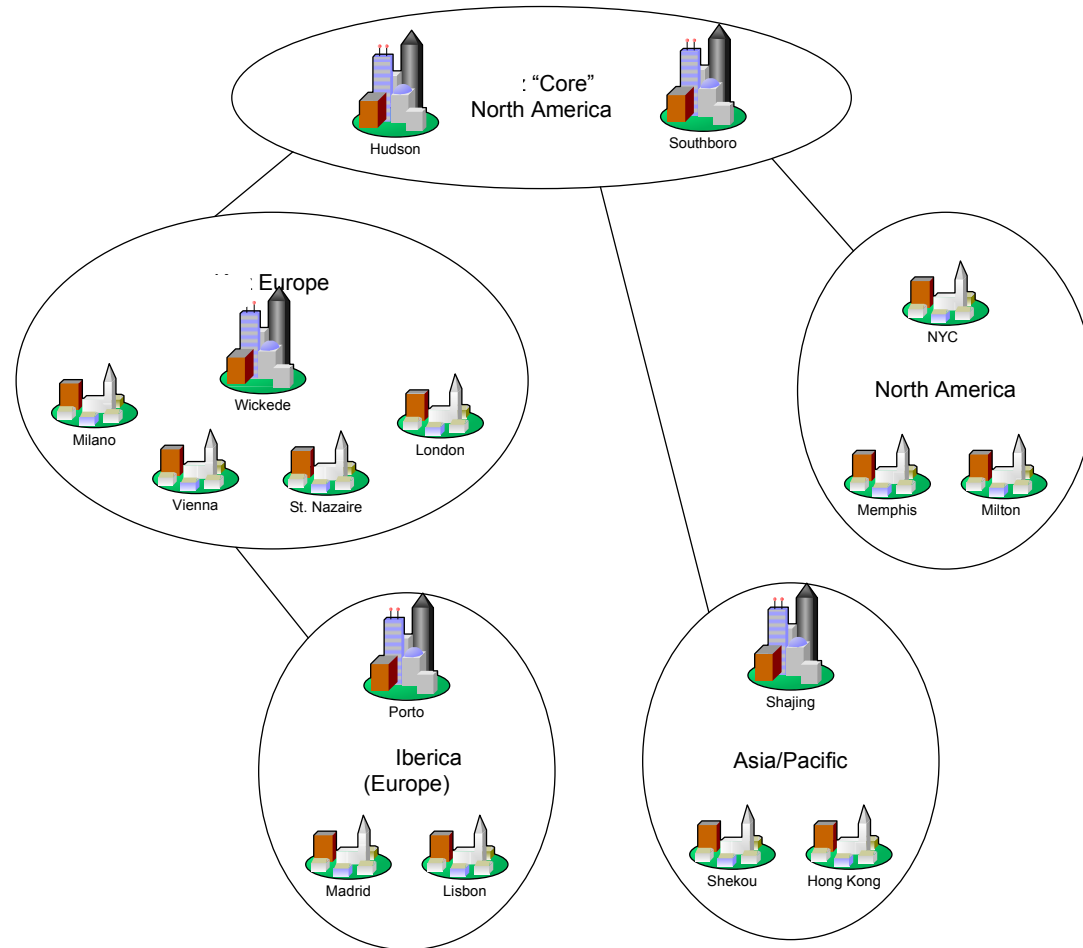 : “Core”
North America
Hudson
Southboro
: Europe
Wickede
Milano
London
Vienna
St. Nazaire
NYC
North America
Memphis
Milton
Porto
Iberica
(Europe)
Madrid
Lisbon
Shajing
Asia/Pacific
Shekou
Hong Kong